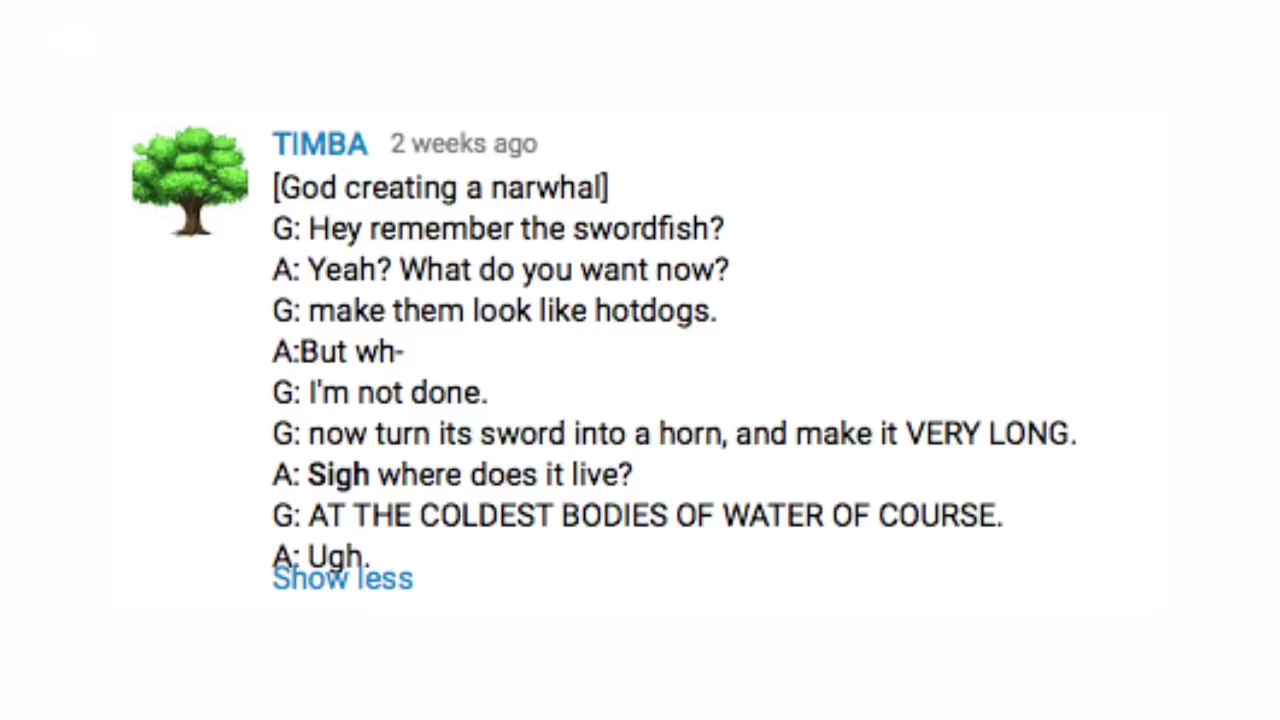 TIMBA 2 weeks ago
[God creating a narwhal]
G: Hey remember the swordfish?
A: Yeah? What do you want now?
G: make them look like hotdogs.
A:But wh-
G: I'm not done.
G: now turn its sword into a horn, and make it VERY LONG.
A: Sigh where does it live?
G: AT THE COLDEST BODIES OF WATER OF COURSE.
A: Ugh.
Show less